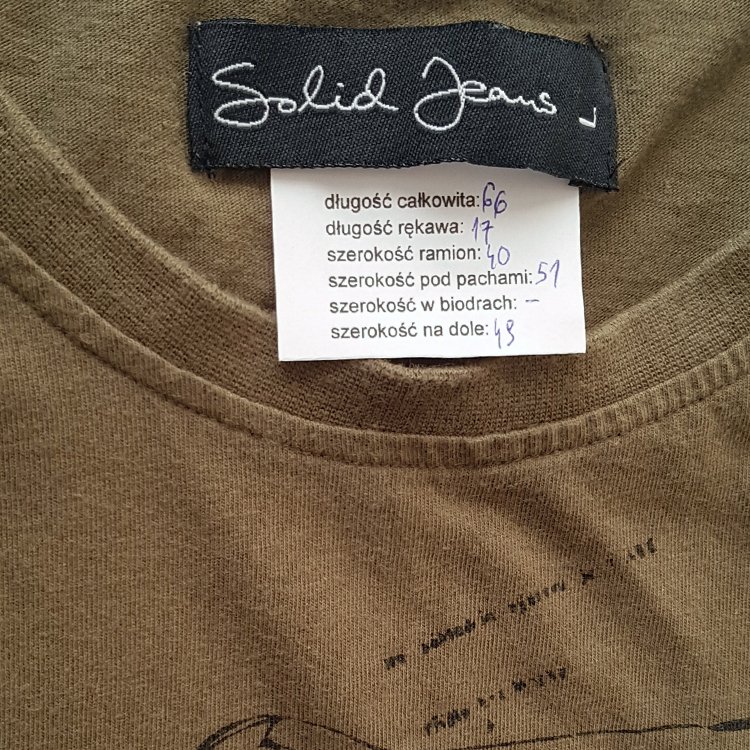 Solid Jeans L
długość całkowita: 66
długość rękawa: 17
szerokość ramion: 40
szerokość pod pachami: 51
szerokość w biodrach: –
szerokość na dole: 49